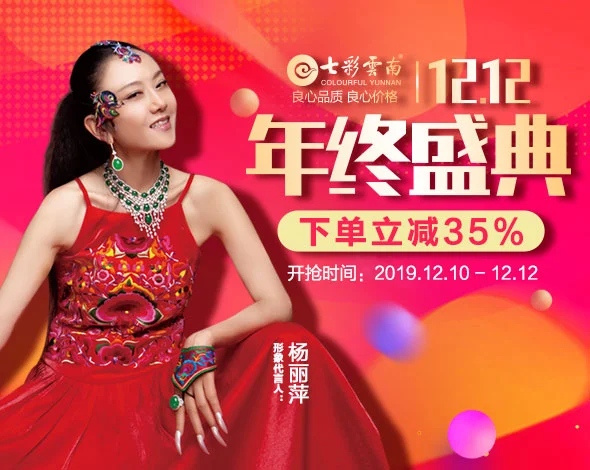 七彩雲南®
COLOURFUL YUNNAN
良心品质 良心价格
12.12
年终盛典
下单立减35%
开抢时间：2019.12.10 - 12.12
形象代言人：
杨丽萍